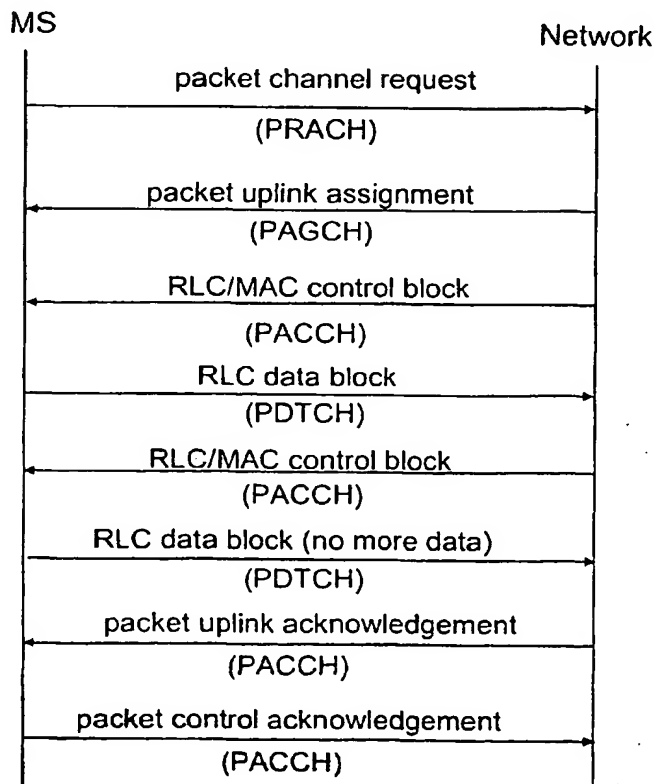 MS
Network
packet channel request
(PRACH)
packet uplink assignment
(PAGCH)
RLC/MAC control block
(PACCH)
RLC data block
(PDTCH)
RLC/MAC control block
(PACCH)
RLC data block (no more data)
(PDTCH)
packet uplink acknowledgement
(PACCH)
packet control acknowledgement
(PACCH)